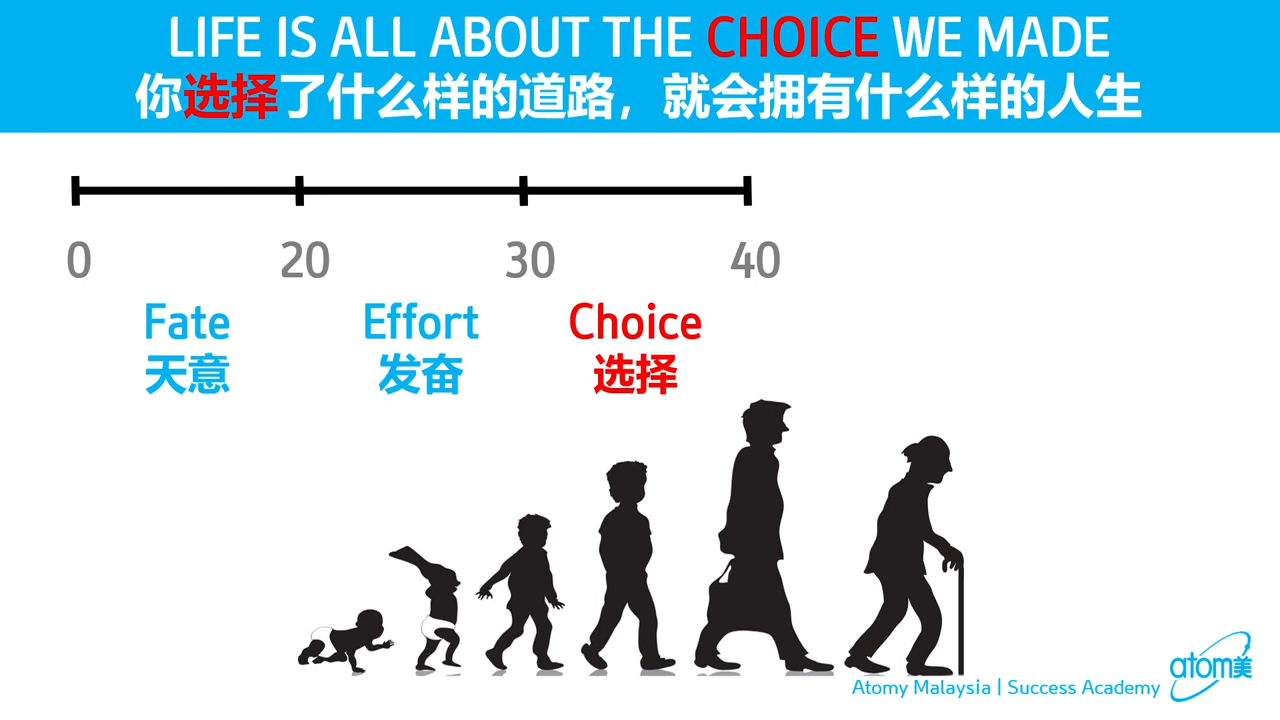 LIFE IS ALL ABOUT THE CHOICE WE MADE
你选择了什么样的道路，就会拥有什么样的人生
0 20 30 40
Fate Effort Choice
天意 发奋 选择
Atomy Malaysia | Success Academy
atom美